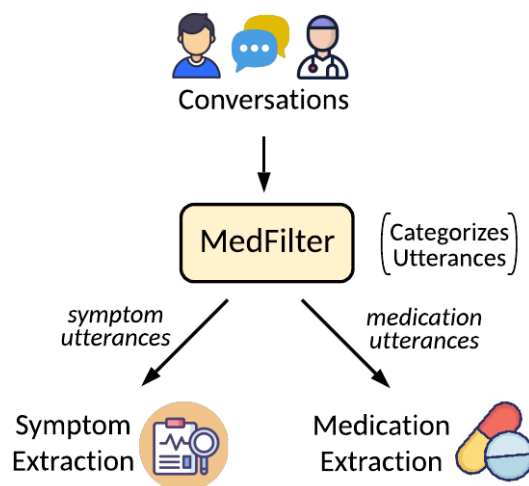 Conversations
MedFilter
(Categorizes
Utterances)
symptom
utterances
medication
utterances
Symptom
Extraction
Medication
Extraction